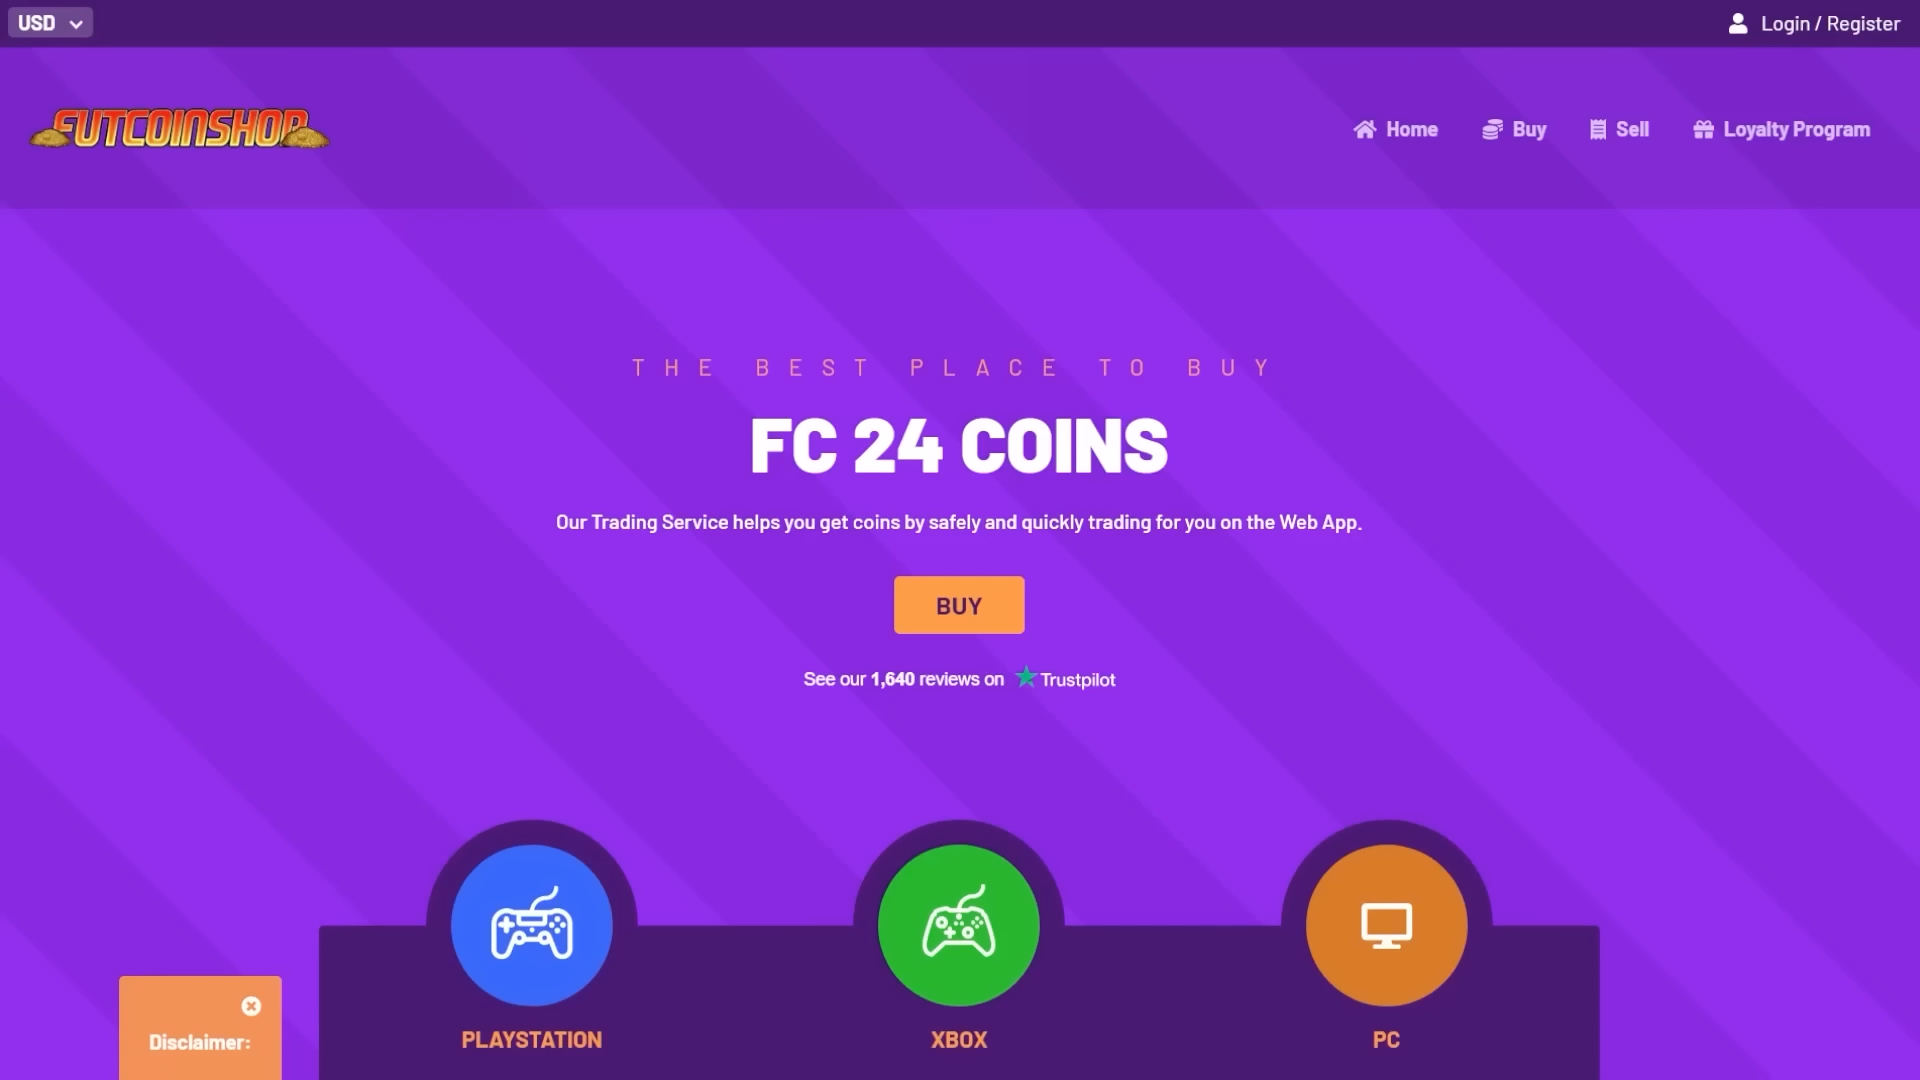 USD
Login / Register
FUTCOINSHOP
Home
Buy
Sell
Loyalty Program
THE BEST PLACE TO BUY
FC 24 COINS
Our Trading Service helps you get coins by safely and quickly trading for you on the Web App.
BUY
See our 1,640 reviews on Trustpilot
PLAYSTATION
XBOX
PC
Disclaimer: